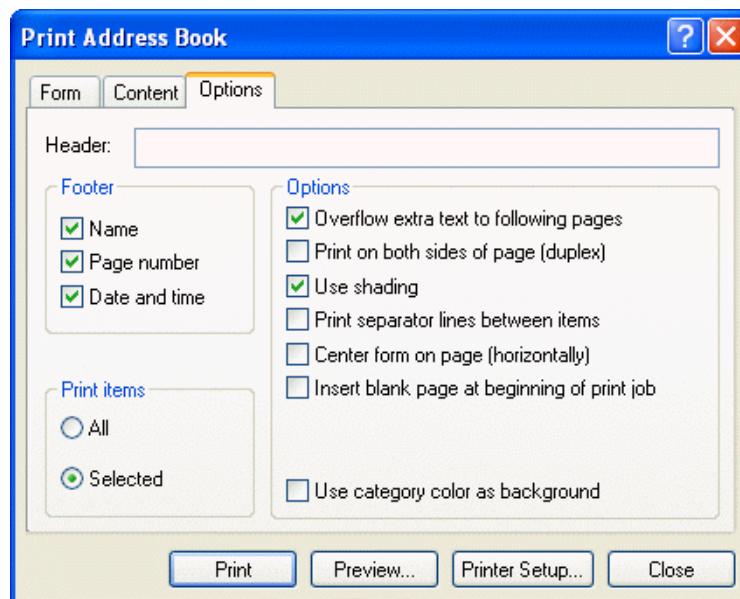 Print Address Book
Form Content Options
Header:
Footer
Name
Page number
Date and time
Print items
All
Selected
Options
Overflow extra text to following pages
Print on both sides of page (duplex)
Use shading
Print separator lines between items
Center form on page (horizontally)
Insert blank page at beginning of print job
Use category color as background
Print Preview... Printer Setup... Close